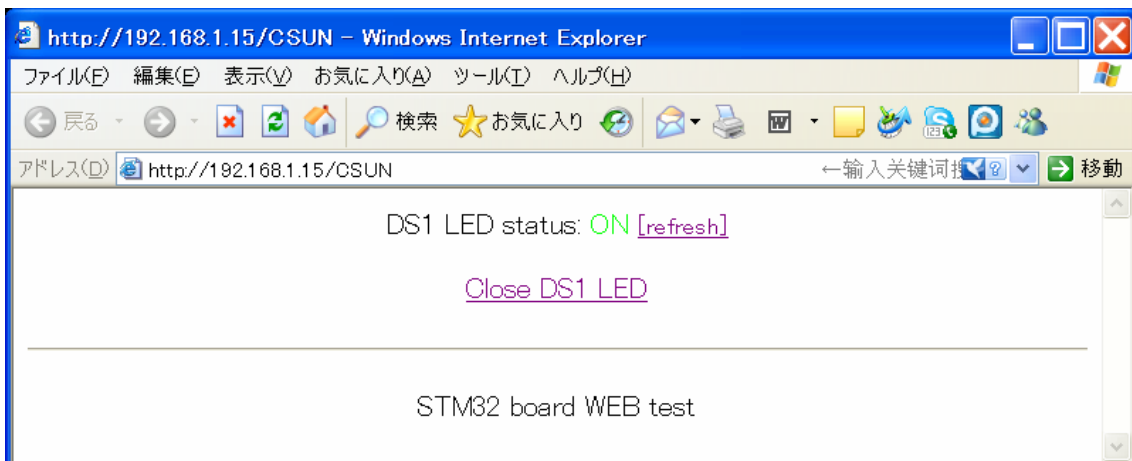 http://192.168.1.15/CSUN - Windows Internet Explorer
ファイル(F) 編集(E) 表示(V) お気に入り(A) ツール(T) ヘルプ(H)
戻る 検索 お気に入り
アドレス(D) http://192.168.1.15/CSUN ←输入关键词 移動
DS1 LED status: ON [refresh]
Close DS1 LED
STM32 board WEB test